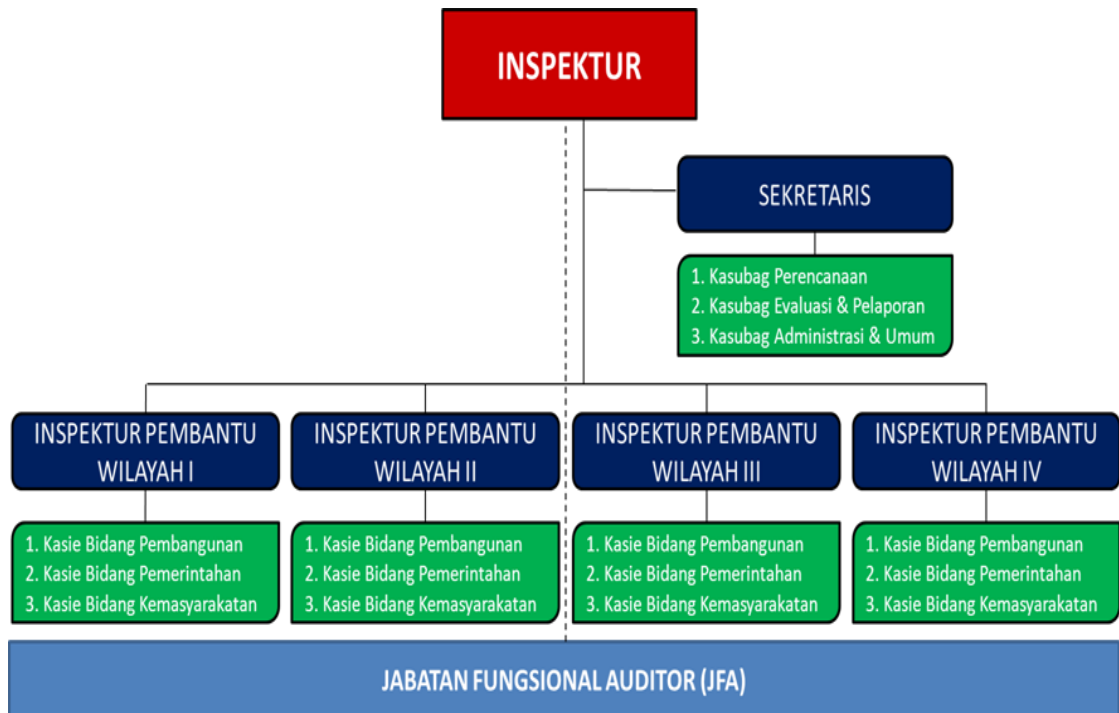 INSPEKTUR
SEKRETARIS
1. Kasubag Perencanaan
2. Kasubag Evaluasi & Pelaporan
3. Kasubag Administrasi & Umum
INSPEKTUR PEMBANTU
WILAYAH I
1. Kasie Bidang Pembangunan
2. Kasie Bidang Pemerintahan
3. Kasie Bidang Kemasyarakatan
INSPEKTUR PEMBANTU
WILAYAH II
1. Kasie Bidang Pembangunan
2. Kasie Bidang Pemerintahan
3. Kasie Bidang Kemasyarakatan
INSPEKTUR PEMBANTU
WILAYAH III
1. Kasie Bidang Pembangunan
2. Kasie Bidang Pemerintahan
3. Kasie Bidang Kemasyarakatan
INSPEKTUR PEMBANTU
WILAYAH IV
1. Kasie Bidang Pembangunan
2. Kasie Bidang Pemerintahan
3. Kasie Bidang Kemasyarakatan
JABATAN FUNGSIONAL AUDITOR (JFA)